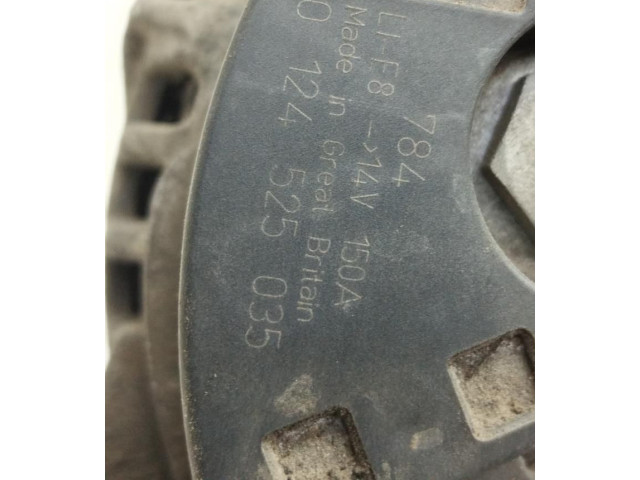 784
LI-F8 –>14V 150A
Made in Great Britain
0 124 525 035